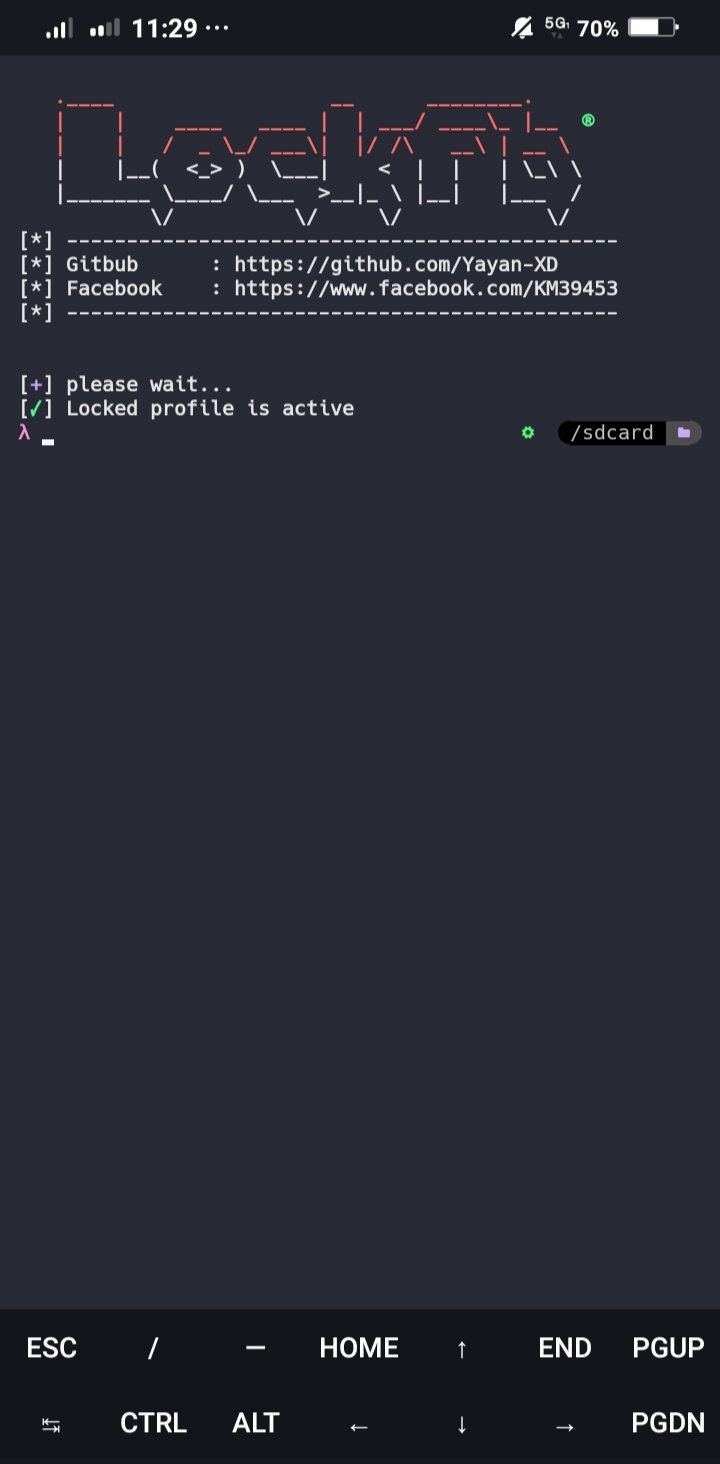 11:29 ··· 5G 70%
LockFb ®
[*] ----------------------------------------------
[*] Gitbub : https://github.com/Yayan-XD
[*] Facebook : https://www.facebook.com/KM39453
[*] ----------------------------------------------
[+] please wait...
[✓] Locked profile is active
λ /sdcard
ESC / — HOME ↑ END PGUP
↹ CTRL ALT ← ↓ → PGDN